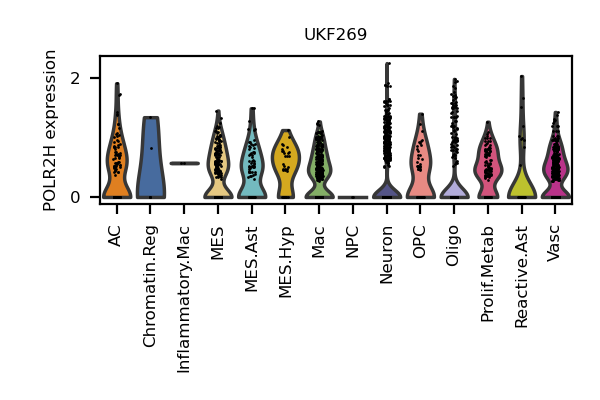 UKF269
POLR2H expression
2
0
AC
Chromatin.Reg
Inflammatory.Mac
MES
MES.Ast
MES.Hyp
Mac
NPC
Neuron
OPC
Oligo
Prolif.Metab
Reactive.Ast
Vasc